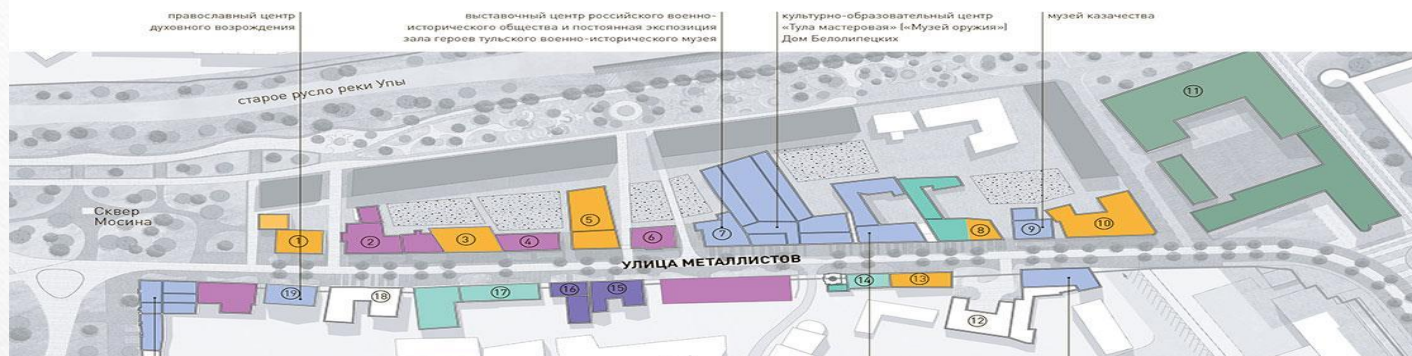 православный центр
духовного возрождения
выставочный центр российского военно-
исторического общества и постоянная экспозиция
зала героев тульского военно-исторического музея
культурно-образовательный центр
«Тула мастеровая» («Музей оружия»)
Дом Белолипецких
музей казачества
старое русло реки Упы
Сквер
Мосина
УЛИЦА МЕТАЛЛИСТОВ
1
2
3
4
5
6
7
8
9
10
11
19
18
17
16
15
14
13
12